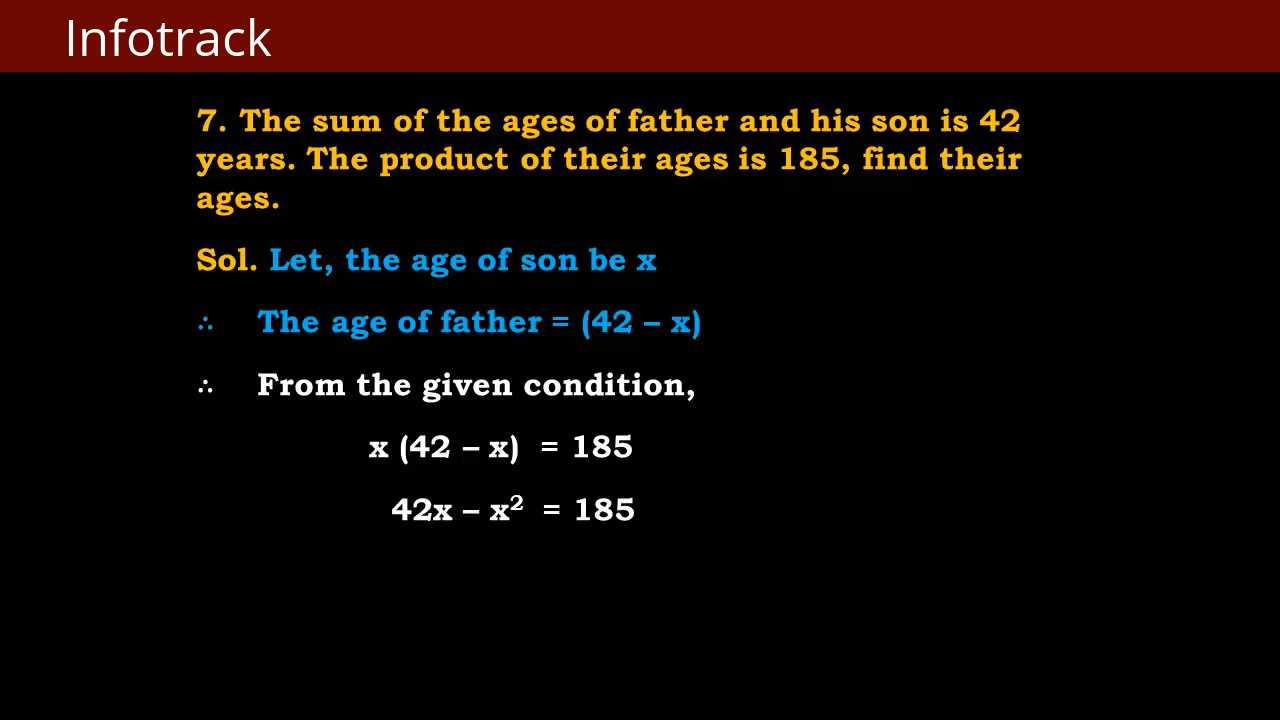 Infotrack
7. The sum of the ages of father and his son is 42
years. The product of their ages is 185, find their
ages.
Sol. Let, the age of son be x
∴ The age of father = (42 – x)
∴ From the given condition,
x (42 – x) = 185
42x – x² = 185